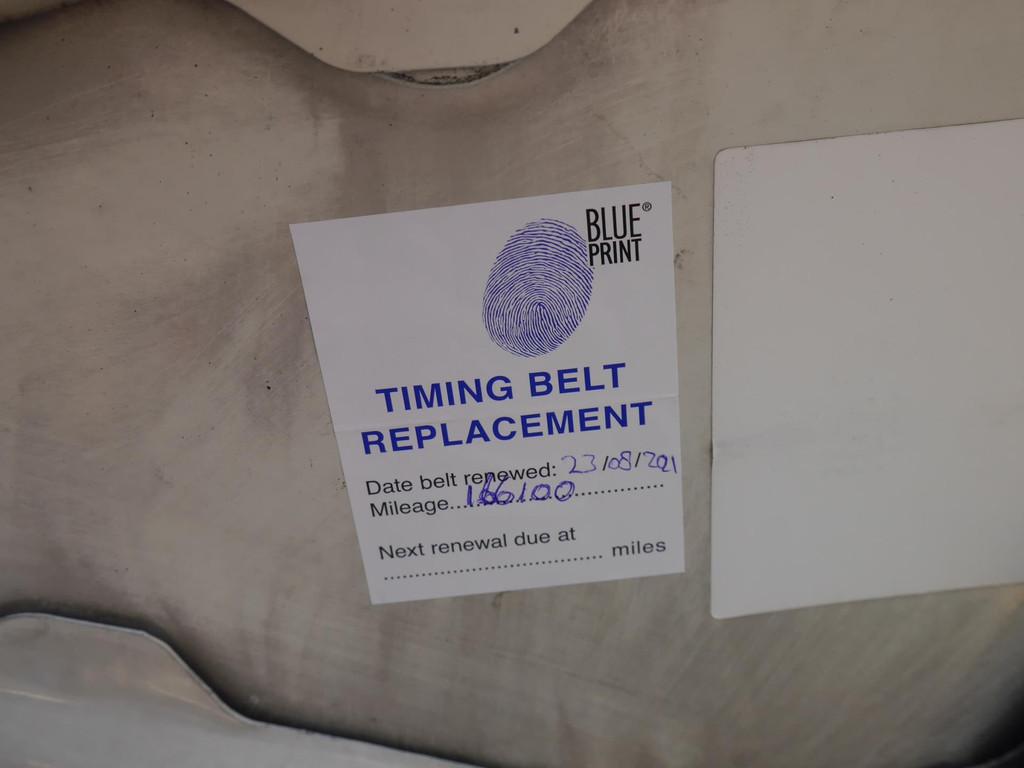 BLUE®
PRINT
TIMING BELT
REPLACEMENT
Date belt renewed: 23/08/2021
Mileage...166100...............
Next renewal due at
.................................... miles